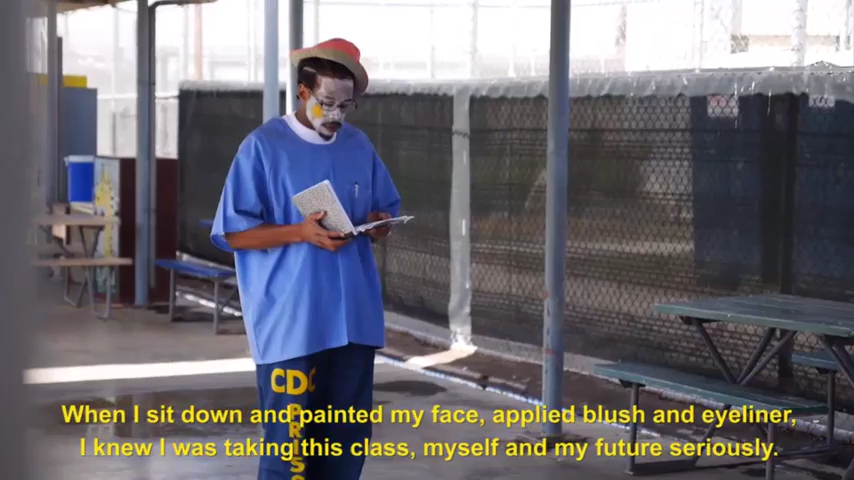 CDC
PRIS
When I sit down and painted my face, applied blush and eyeliner,
I knew I was taking this class, myself and my future seriously.